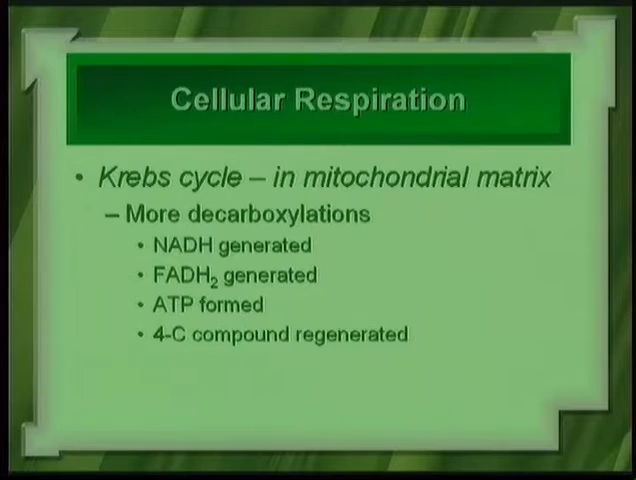 Cellular Respiration
• Krebs cycle – in mitochondrial matrix
– More decarboxylations
• NADH generated
• FADH₂ generated
• ATP formed
• 4-C compound regenerated